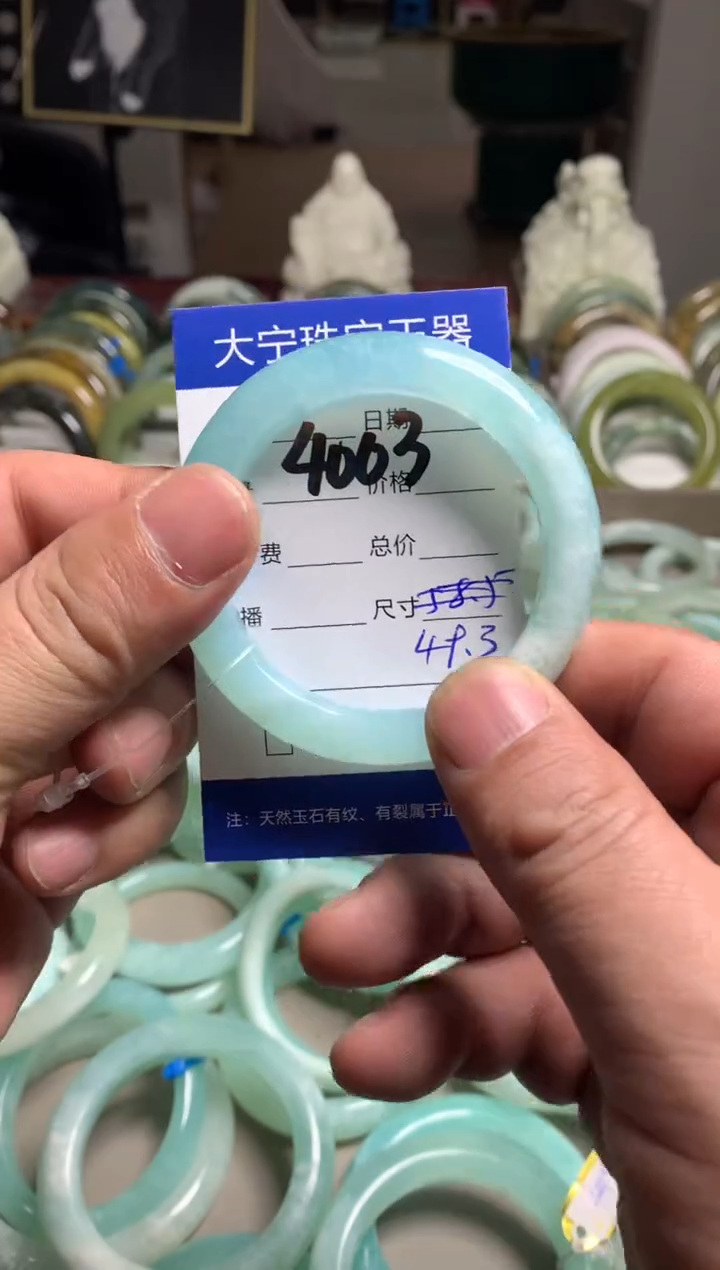 大宁珠宝玉器
日期
4003
价格
费 总价
播 尺寸 58.5
49.3
注：天然玉石有纹、有裂属于正